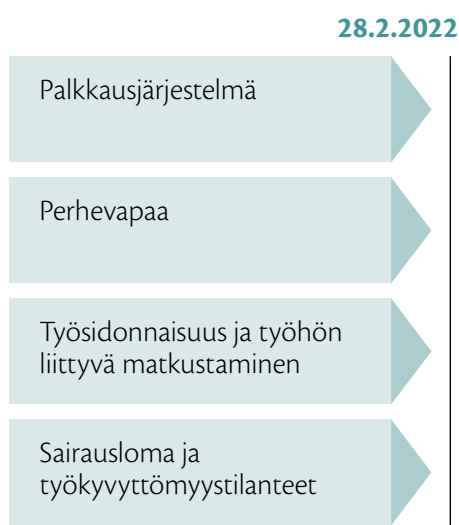 28.2.2022
Palkkausjärjestelmä
Perhevapaa
Työsidonnaisuus ja työhön
liittyvä matkustaminen
Sairausloma ja
työkyvyttömyystilanteet